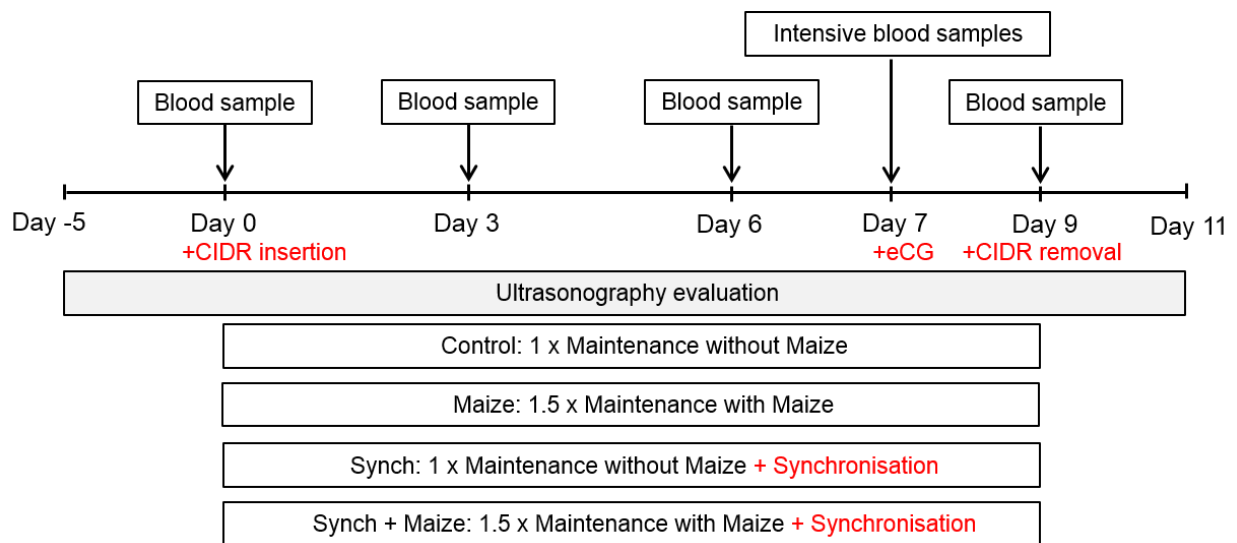 Intensive blood samples
Blood sample
Blood sample
Blood sample
Blood sample
Day -5
Day 0
Day 3
Day 6
Day 7
Day 9
Day 11
+CIDR insertion
+eCG
+CIDR removal
Ultrasonography evaluation
Control: 1 x Maintenance without Maize
Maize: 1.5 x Maintenance with Maize
Synch: 1 x Maintenance without Maize + Synchronisation
Synch + Maize: 1.5 x Maintenance with Maize + Synchronisation